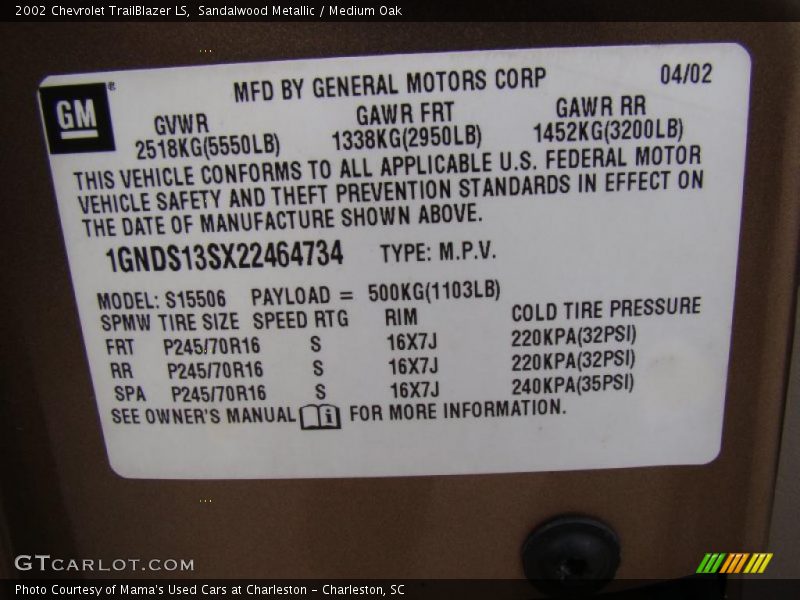 2002 Chevrolet TrailBlazer LS,  Sandalwood Metallic / Medium Oak
GM®
MFD BY GENERAL MOTORS CORP 04/02
GVWR GAWR FRT GAWR RR
2518KG(5550LB) 1338KG(2950LB) 1452KG(3200LB)
THIS VEHICLE CONFORMS TO ALL APPLICABLE U.S. FEDERAL MOTOR
VEHICLE SAFETY AND THEFT PREVENTION STANDARDS IN EFFECT ON
THE DATE OF MANUFACTURE SHOWN ABOVE.
1GNDS13SX22464734 TYPE: M.P.V.
MODEL: S15506 PAYLOAD = 500KG(1103LB)
SPMW TIRE SIZE SPEED RTG RIM COLD TIRE PRESSURE
FRT P245/70R16 S 16X7J 220KPA(32PSI)
RR P245/70R16 S 16X7J 220KPA(32PSI)
SPA P245/70R16 S 16X7J 240KPA(35PSI)
SEE OWNER'S MANUAL i FOR MORE INFORMATION.
GTCARLOT.COM
Photo Courtesy of Mama's Used Cars at Charleston - Charleston, SC